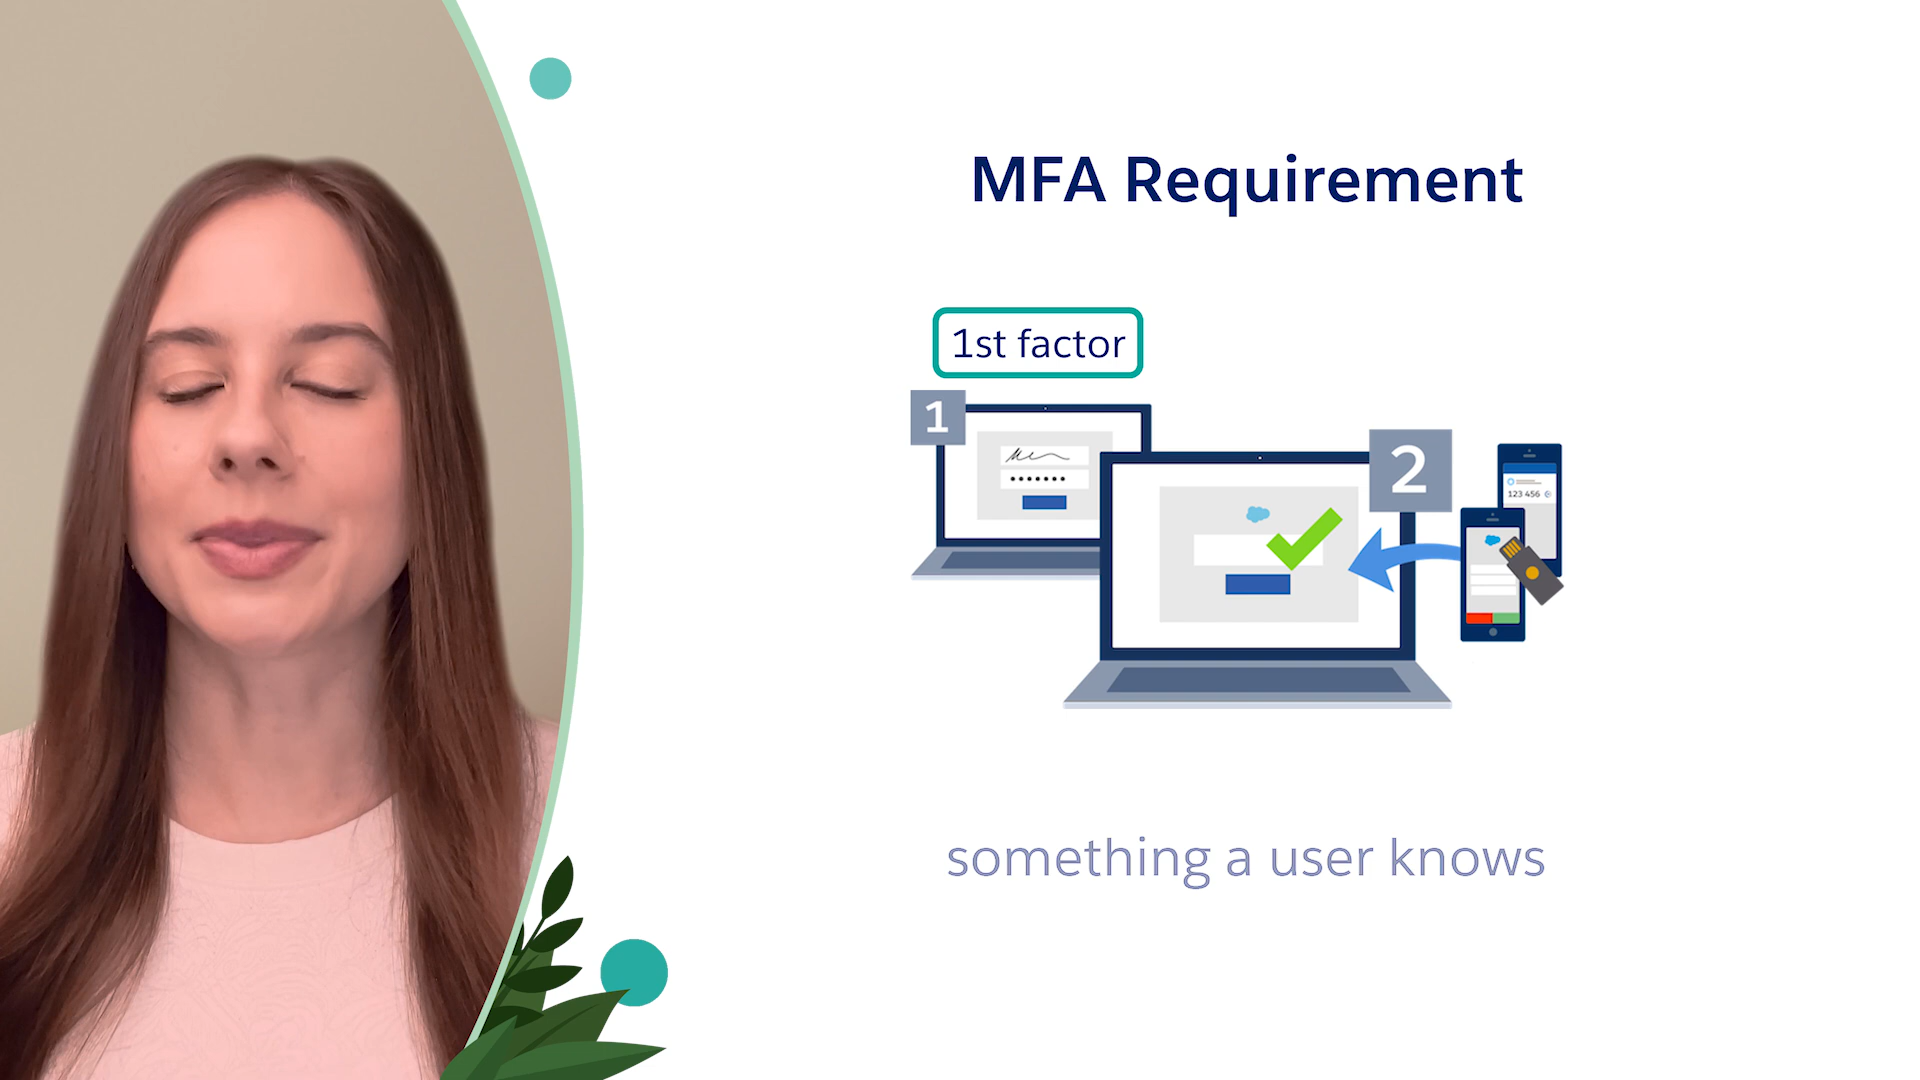 MFA Requirement
1st factor
1
2
123 456
something a user knows